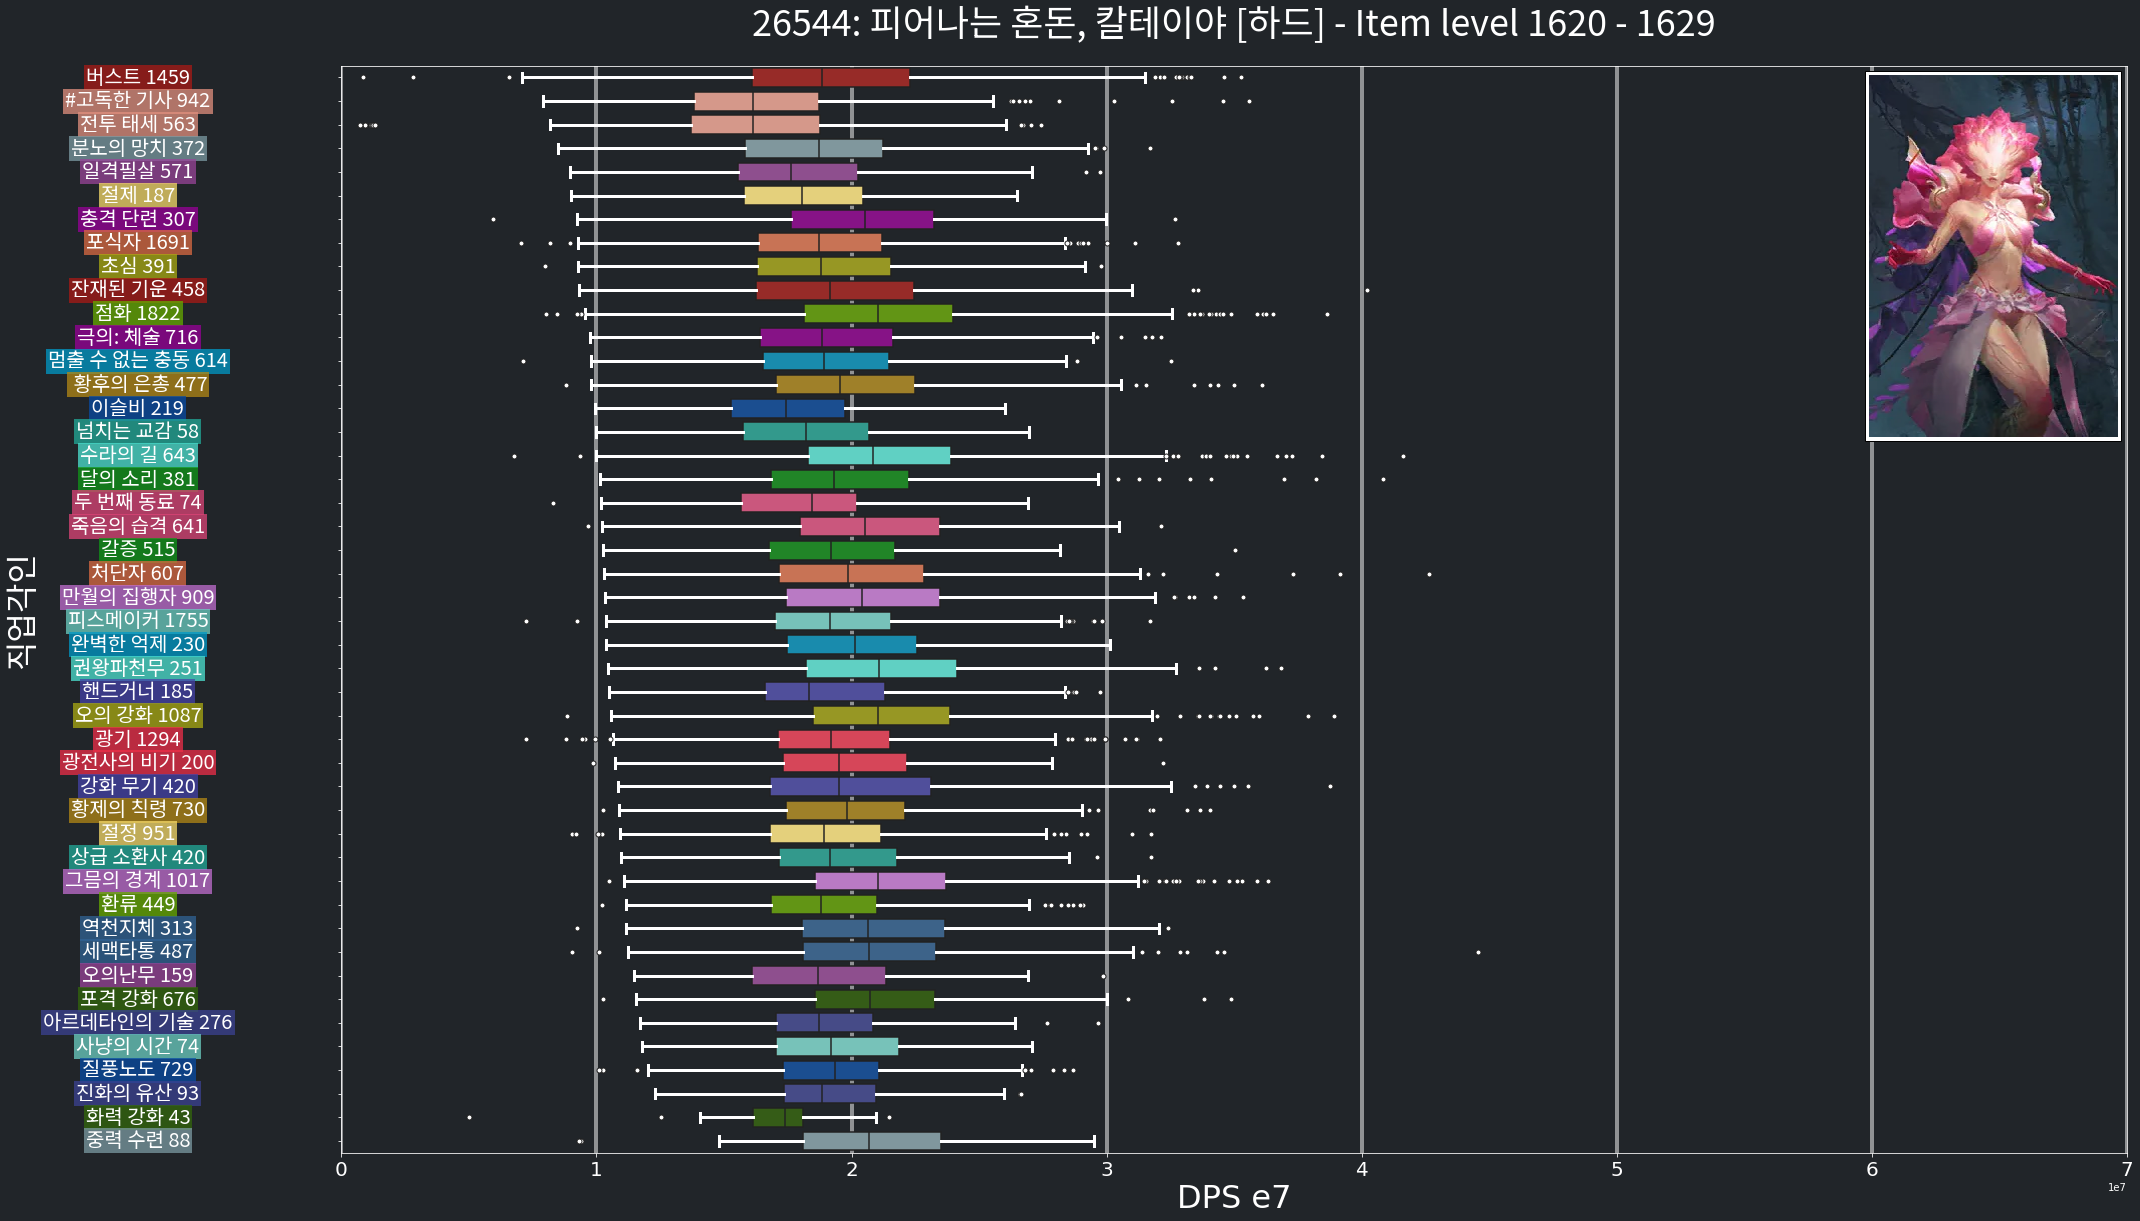 26544: 피어나는 혼돈, 칼테이야 [하드] - Item level 1620 - 1629
버스트 1459
#고독한 기사 942
전투 태세 563
분노의 망치 372
일격필살 571
절제 187
충격 단련 307
포식자 1691
초심 391
잔재된 기운 458
점화 1822
극의: 체술 716
멈출 수 없는 충동 614
황후의 은총 477
이슬비 219
넘치는 교감 58
수라의 길 643
달의 소리 381
두 번째 동료 74
죽음의 습격 641
갈증 515
처단자 607
만월의 집행자 909
피스메이커 1755
완벽한 억제 230
권왕파천무 251
핸드거너 185
오의 강화 1087
광기 1294
광전사의 비기 200
강화 무기 420
황제의 칙령 730
절정 951
상급 소환사 420
그믐의 경계 1017
환류 449
역천지체 313
세맥타통 487
오의난무 159
포격 강화 676
아르데타인의 기술 276
사냥의 시간 74
질풍노도 729
진화의 유산 93
화력 강화 43
중력 수련 88
직업각인
0 1 2 3 4 5 6 7
DPS e7
1e7